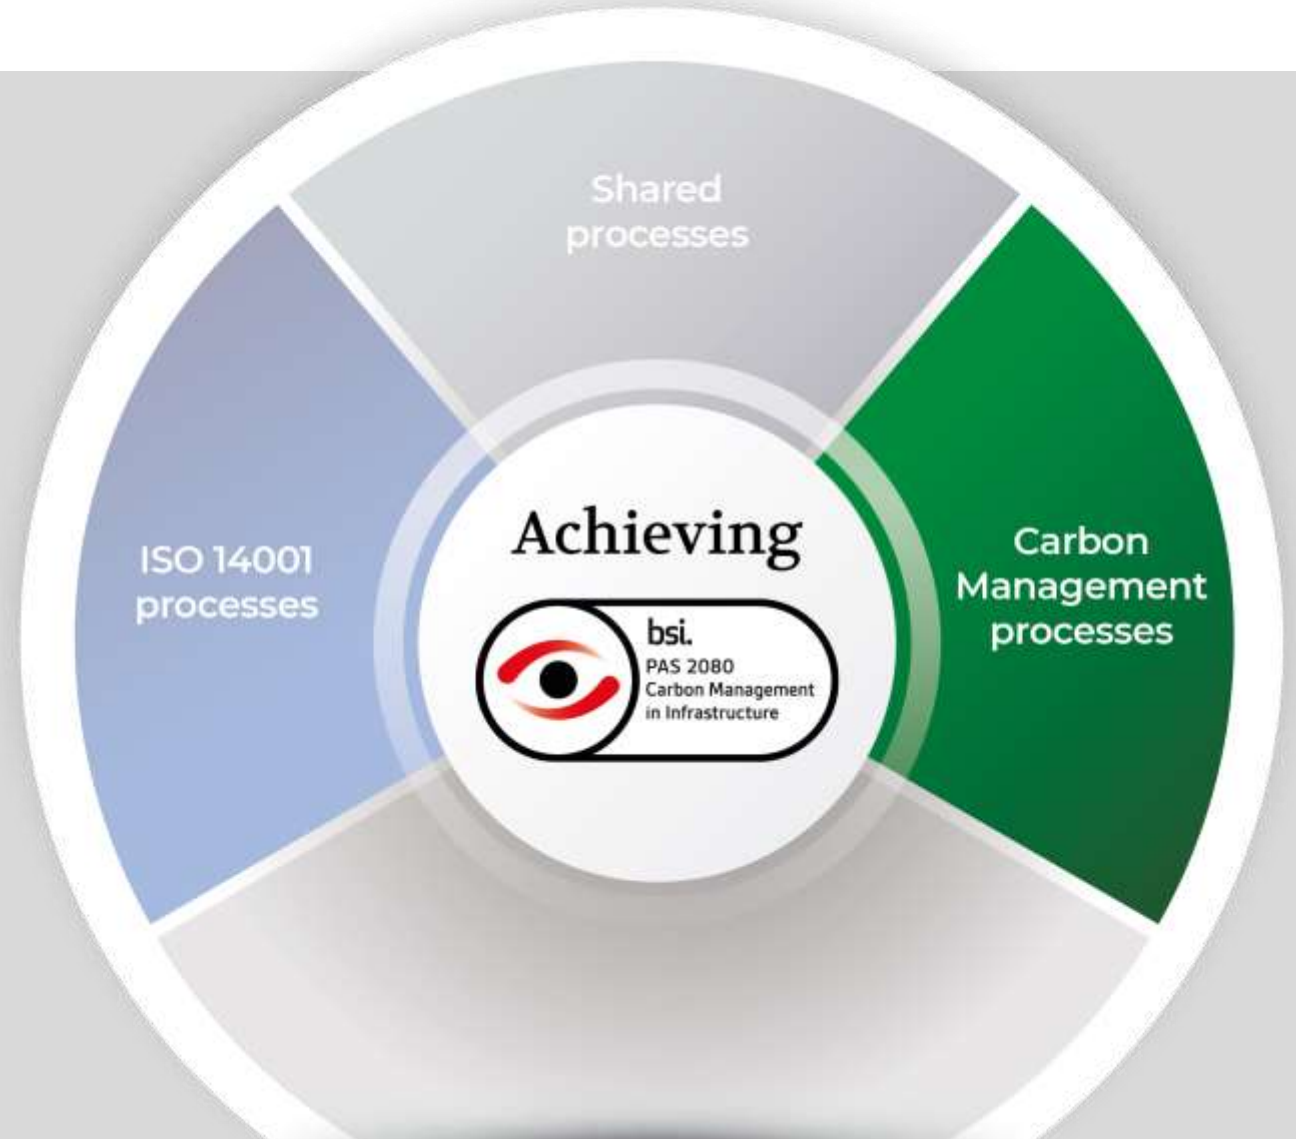 Shared
processes
ISO 14001
processes
Achieving
bsi.
PAS 2080
Carbon Management
in Infrastructure
Carbon
Management
processes